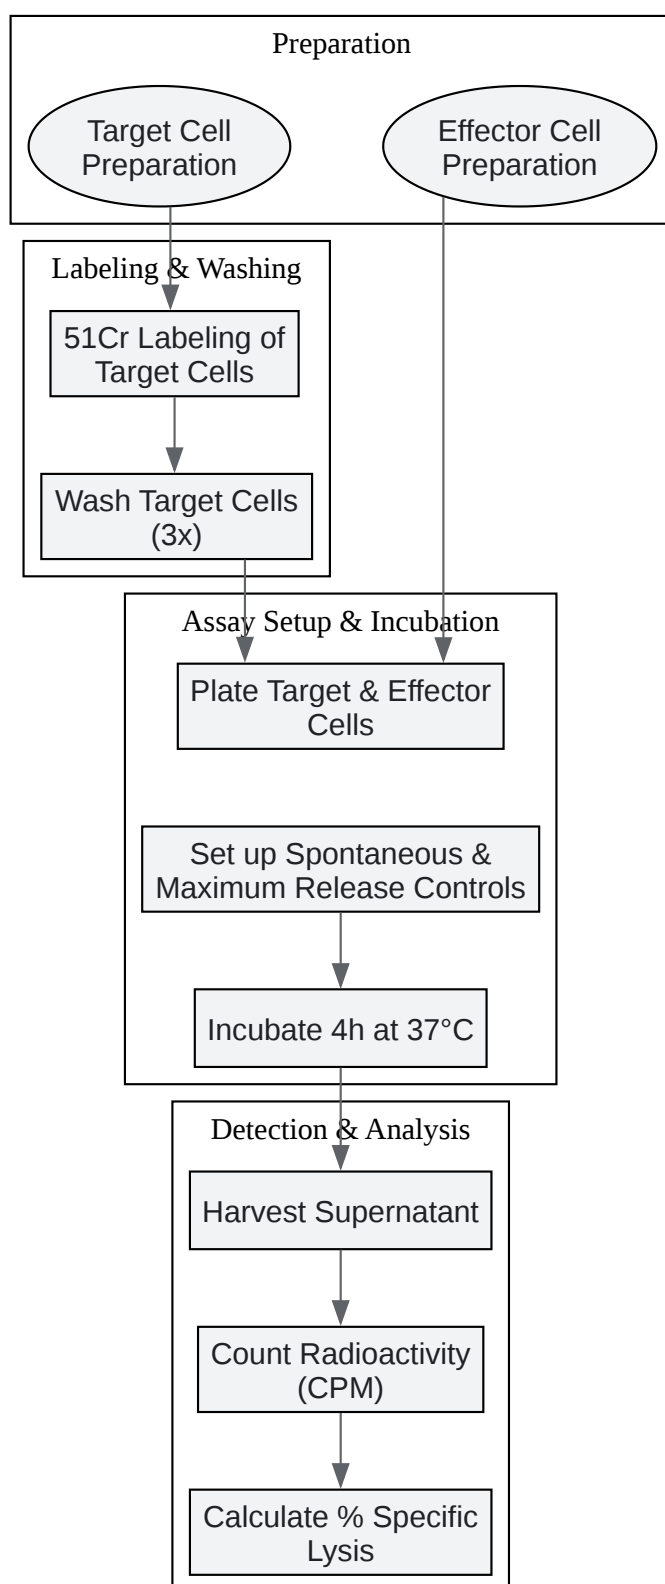 Preparation
Target Cell
Preparation
Effector Cell
Preparation
Labeling & Washing
51Cr Labeling of
Target Cells
Wash Target Cells
(3x)
Assay Setup & Incubation
Plate Target & Effector
Cells
Set up Spontaneous &
Maximum Release Controls
Incubate 4h at 37°C
Detection & Analysis
Harvest Supernatant
Count Radioactivity
(CPM)
Calculate % Specific
Lysis